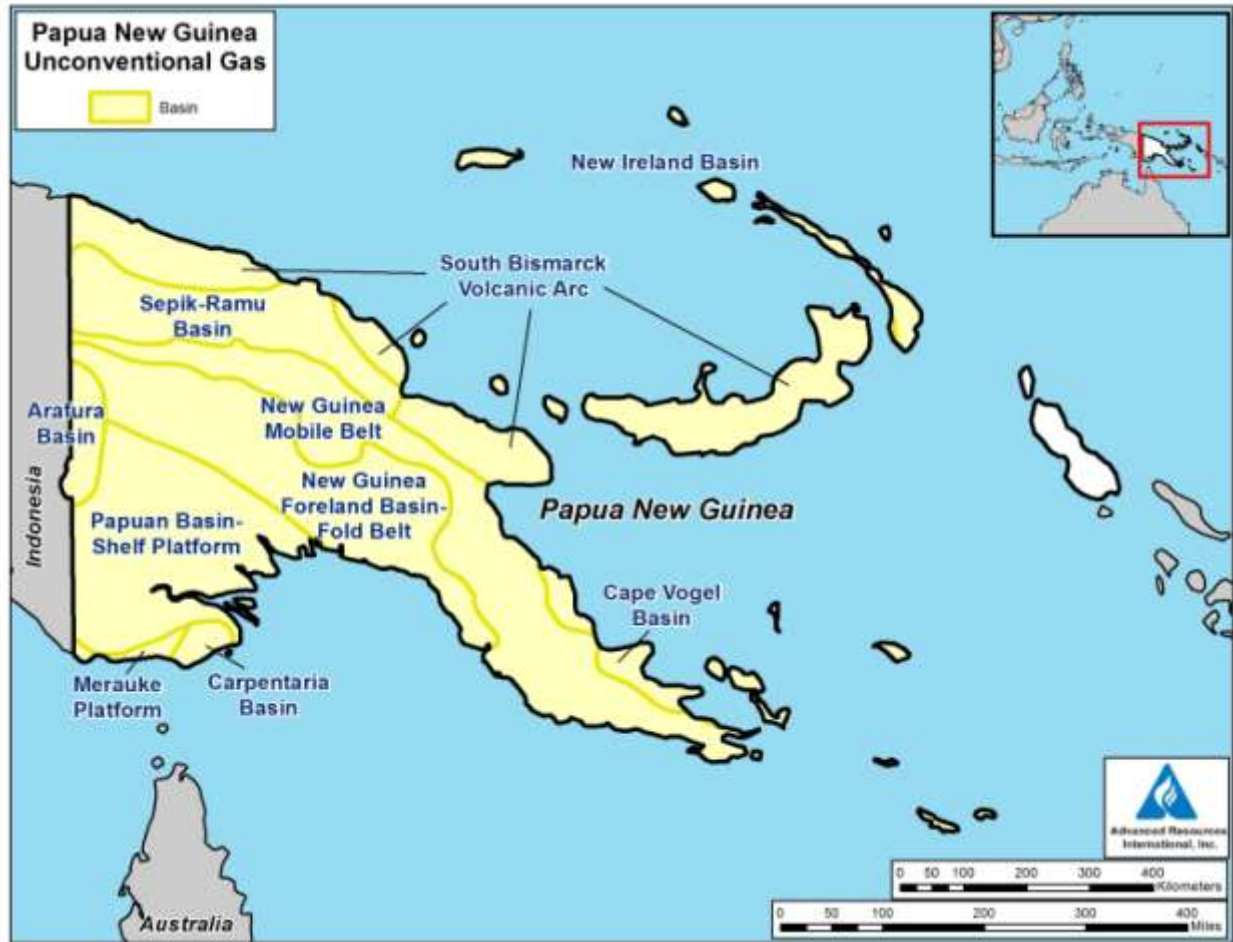 Papua New Guinea
Unconventional Gas
Basin
New Ireland Basin
South Bismarck
Volcanic Arc
Sepik-Ramu
Basin
Arafura
Basin
New Guinea
Mobile Belt
New Guinea
Foreland Basin-
Fold Belt
Papua New Guinea
Indonesia
Papuan Basin-
Shelf Platform
Cape Vogel
Basin
Merauke
Platform
Carpentaria
Basin
Australia
Advanced Resources
International, Inc.
0 50 100 200 300 400
Kilometers
0 50 100 200 300 400
Miles